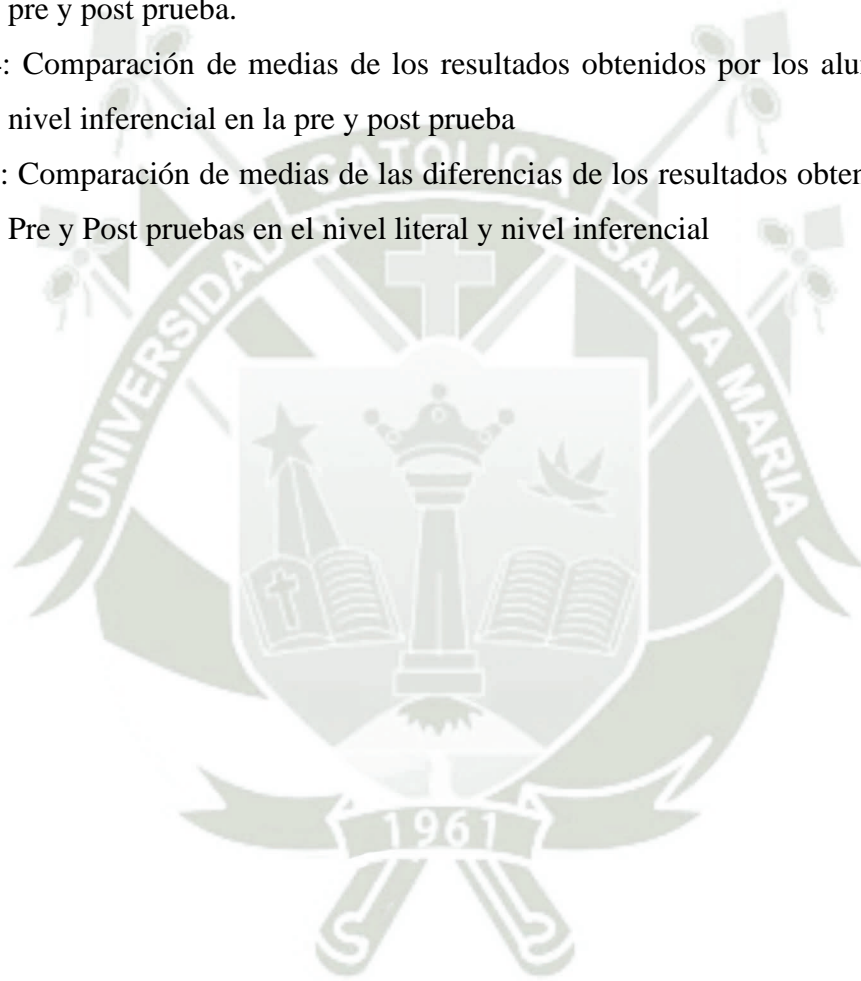 pre y post prueba.
: Comparación de medias de los resultados obtenidos por los
nivel inferencial en la pre y post prueba
: Comparación de medias de las diferencias de los resultados
Pre y Post pruebas en el nivel literal y nivel inferencial
UNIVERSIDAD CATOLICA SANTA MARIA
1961